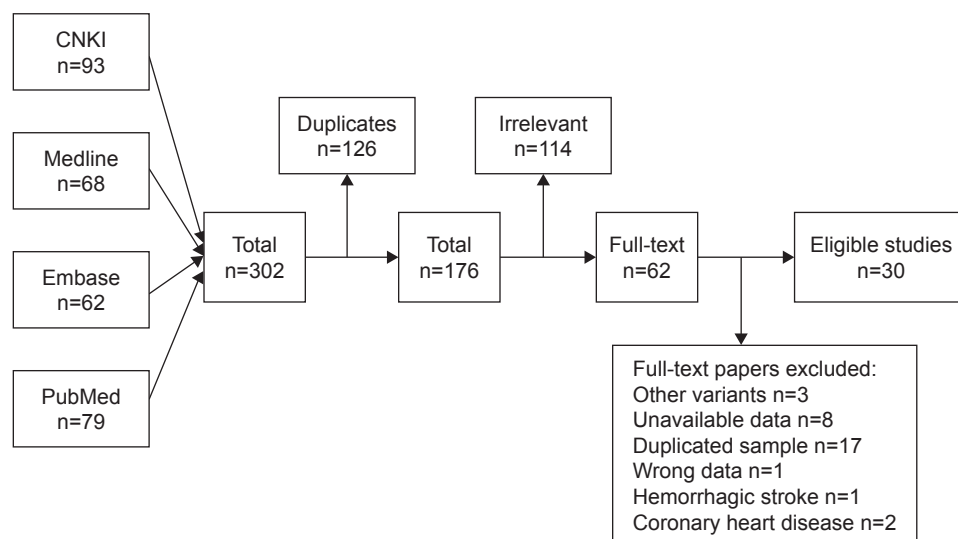 CNKI
n=93
Medline
n=68
Embase
n=62
PubMed
n=79
Total
n=302
Duplicates
n=126
Total
n=176
Irrelevant
n=114
Full-text
n=62
Eligible studies
n=30
Full-text papers excluded:
Other variants n=3
Unavailable data n=8
Duplicated sample n=17
Wrong data n=1
Hemorrhagic stroke n=1
Coronary heart disease n=2